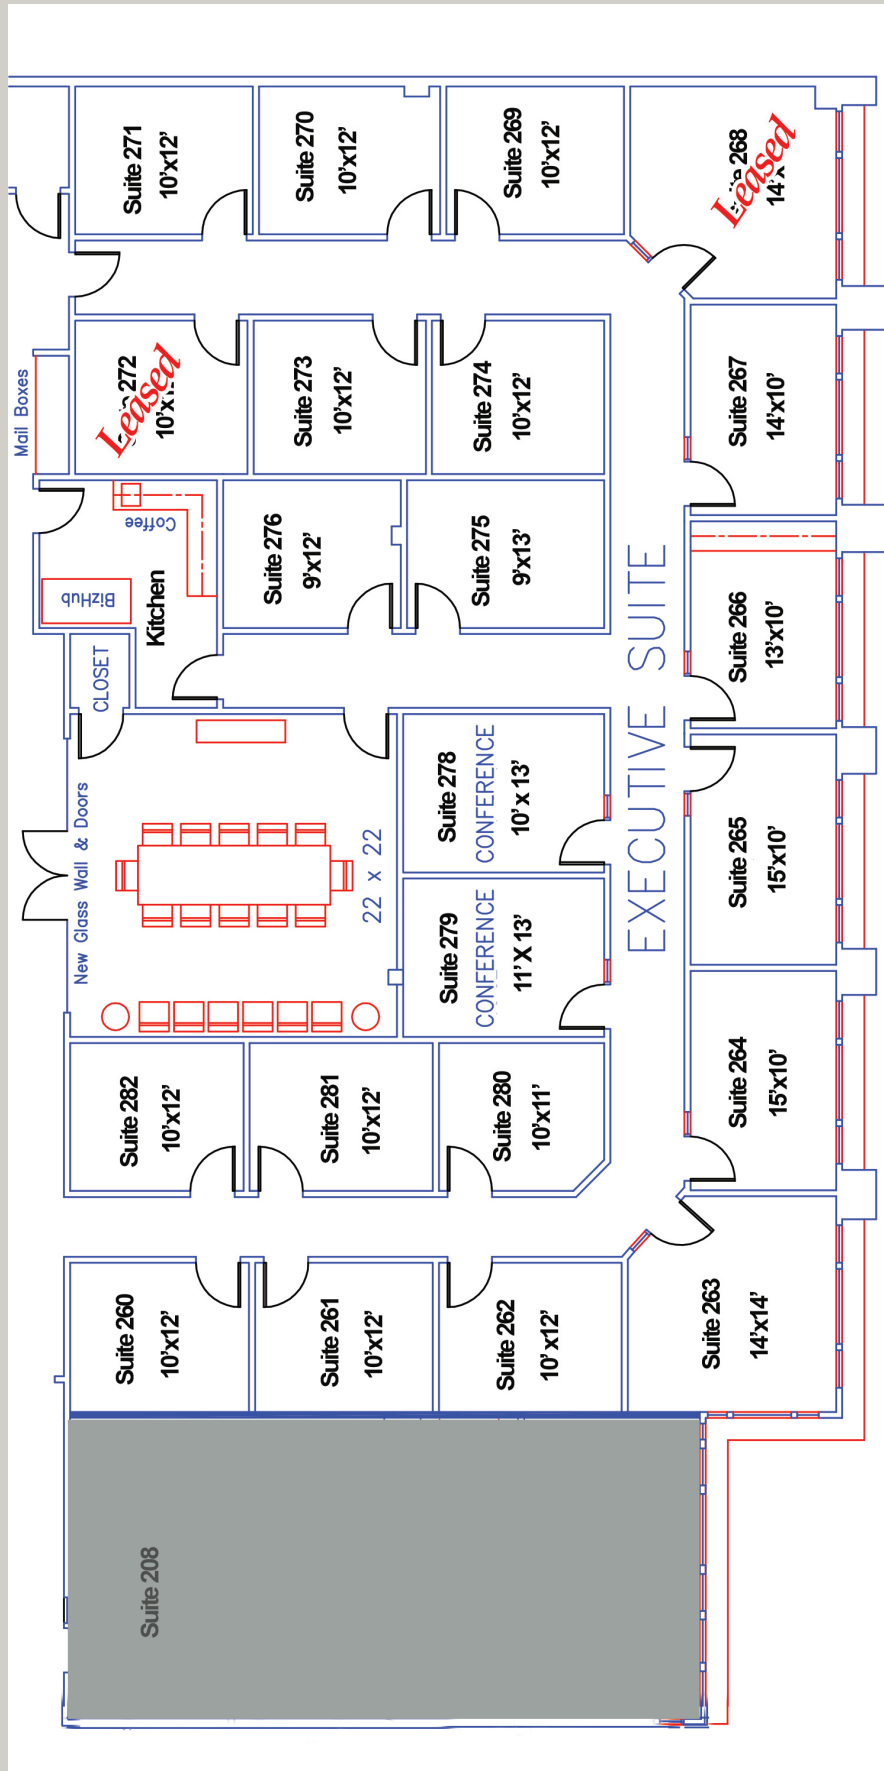 Suite 271
10'x12'
Suite 270
10'x12'
Suite 269
10'x12'
268
14'x
Leased
Mail Boxes
272
10'x1
Leased
Suite 273
10'x12'
Suite 274
10'x12'
Suite 267
14'x10'
Coffee
BizHub
Kitchen
Suite 276
9'x12'
Suite 275
9'x13'
Suite 266
13'x10'
CLOSET
EXECUTIVE SUITE
New Glass Wall & Doors
22 x 22
Suite 278
CONFERENCE
10' x 13'
Suite 279
CONFERENCE
11' X 13'
Suite 265
15'x10'
Suite 264
15'x10'
Suite 282
10'x12'
Suite 281
10'x12'
Suite 280
10'x11'
Suite 260
10'x12'
Suite 261
10'x12'
Suite 262
10' x12'
Suite 263
14'x14'
Suite 208